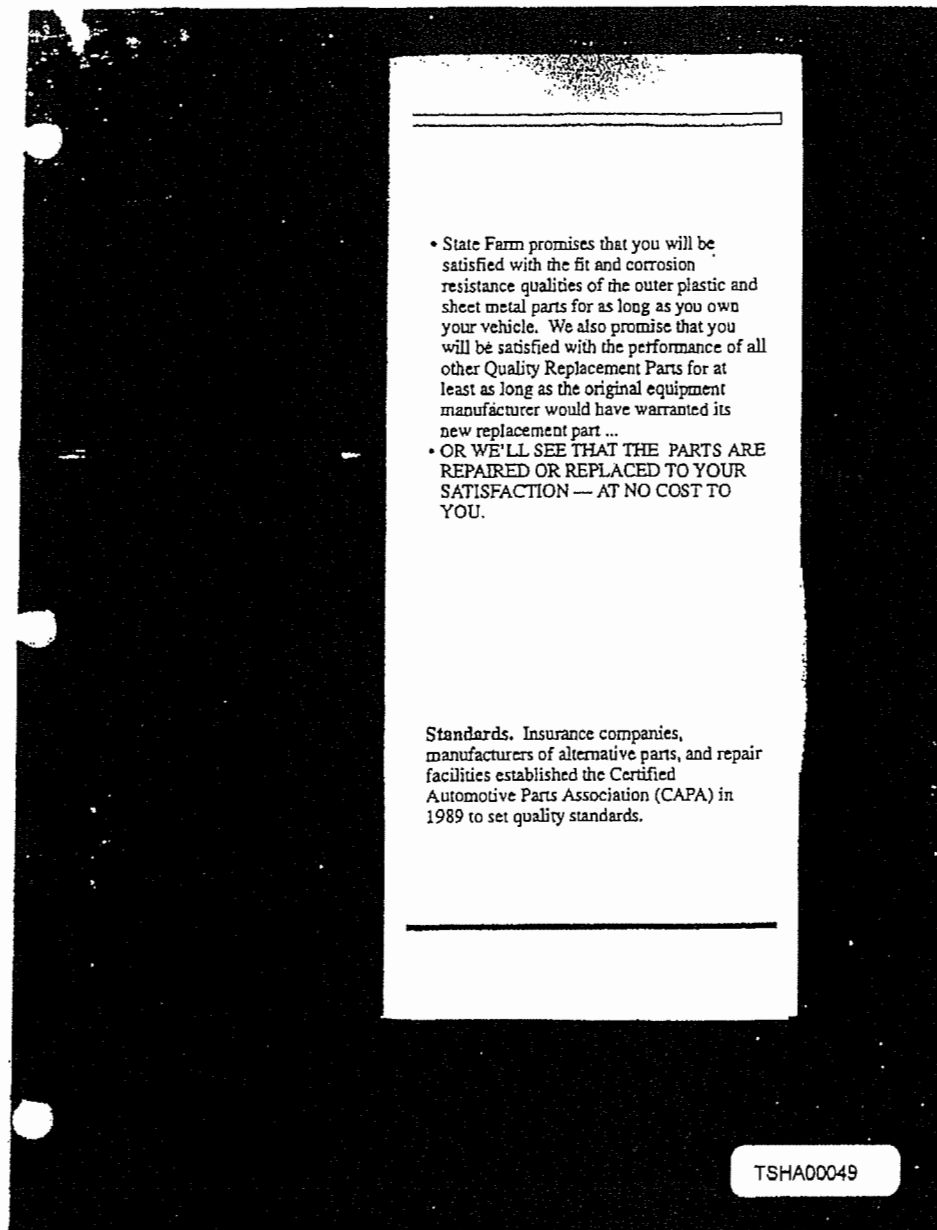 • State Farm promises that you will be
satisfied with the fit and corrosion
resistance qualities of the outer plastic and
sheet metal parts for as long as you own
your vehicle. We also promise that you
will be satisfied with the performance of all
other Quality Replacement Parts for at
least as long as the original equipment
manufacturer would have warranted its
new replacement part ...
• OR WE'LL SEE THAT THE PARTS ARE
REPAIRED OR REPLACED TO YOUR
SATISFACTION — AT NO COST TO
YOU.
Standards. Insurance companies,
manufacturers of alternative parts, and repair
facilities established the Certified
Automotive Parts Association (CAPA) in
1989 to set quality standards.
TSHA00049